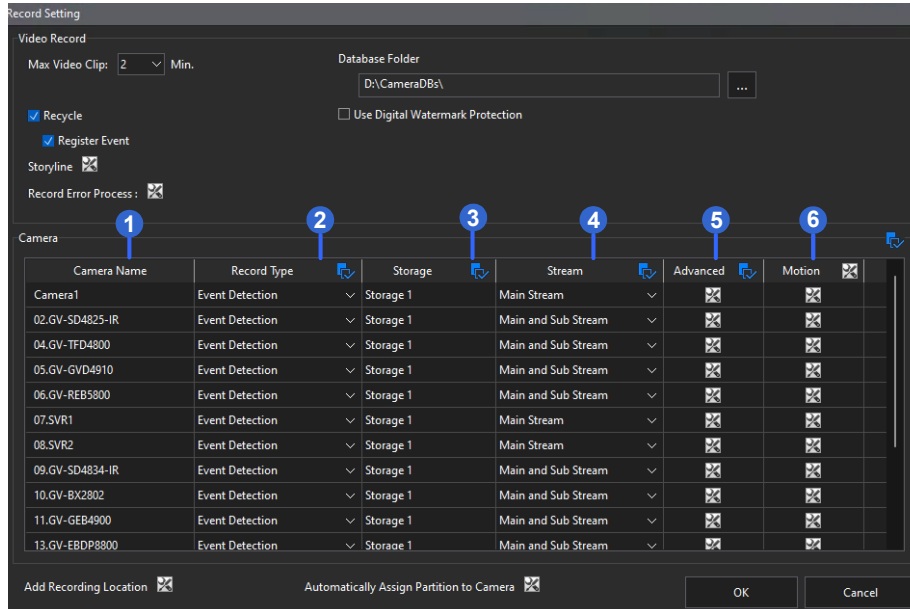 Record Setting
Video Record
Max Video Clip: 2 Min.
Database Folder
D:\CameraDBs\
...
Recycle
Use Digital Watermark Protection
Register Event
Storyline
Record Error Process :
1 2 3 4 5 6
Camera
Camera Name Record Type Storage Stream Advanced Motion
Camera1 Event Detection Storage 1 Main Stream
02.GV-SD4825-IR Event Detection Storage 1 Main and Sub Stream
04.GV-TFD4800 Event Detection Storage 1 Main and Sub Stream
05.GV-GVD4910 Event Detection Storage 1 Main and Sub Stream
06.GV-REB5800 Event Detection Storage 1 Main and Sub Stream
07.SVR1 Event Detection Storage 1 Main Stream
08.SVR2 Event Detection Storage 1 Main Stream
09.GV-SD4834-IR Event Detection Storage 1 Main and Sub Stream
10.GV-BX2802 Event Detection Storage 1 Main and Sub Stream
11.GV-GEB4900 Event Detection Storage 1 Main and Sub Stream
13.GV-EBDP8800 Event Detection Storage 1 Main and Sub Stream
Add Recording Location Automatically Assign Partition to Camera OK Cancel